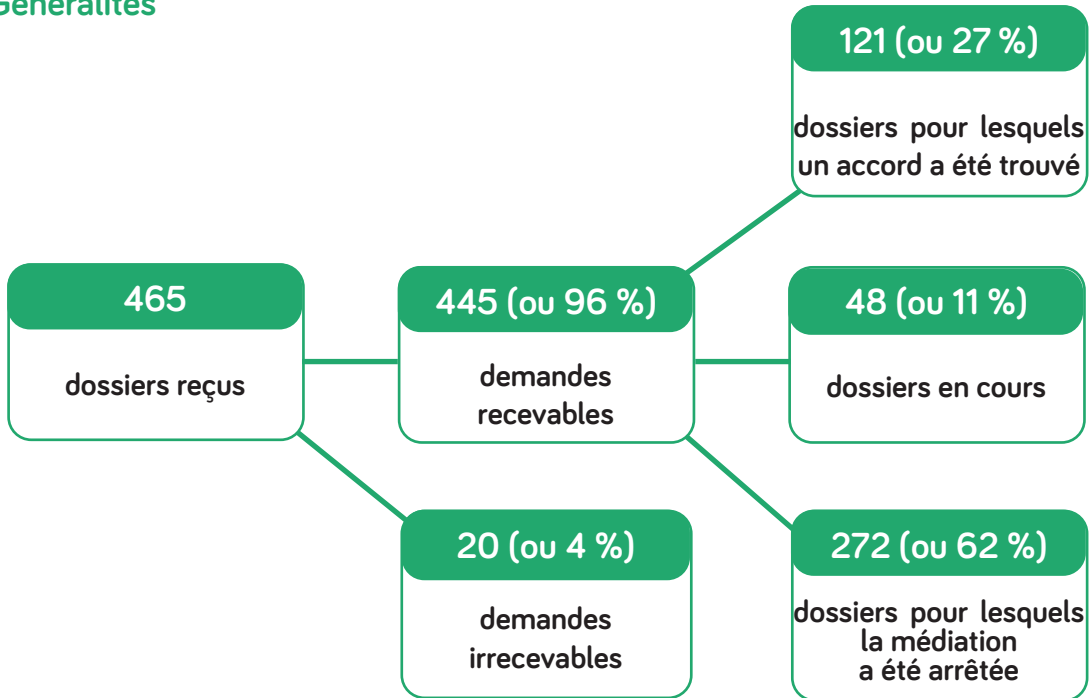 Généralités
121 (ou 27 %)
dossiers pour lesquels
un accord a été trouvé
465
dossiers reçus
445 (ou 96 %)
demandes
recevables
48 (ou 11 %)
dossiers en cours
20 (ou 4 %)
demandes
irrecevables
272 (ou 62 %)
dossiers pour lesquels
la médiation
a été arrêtée